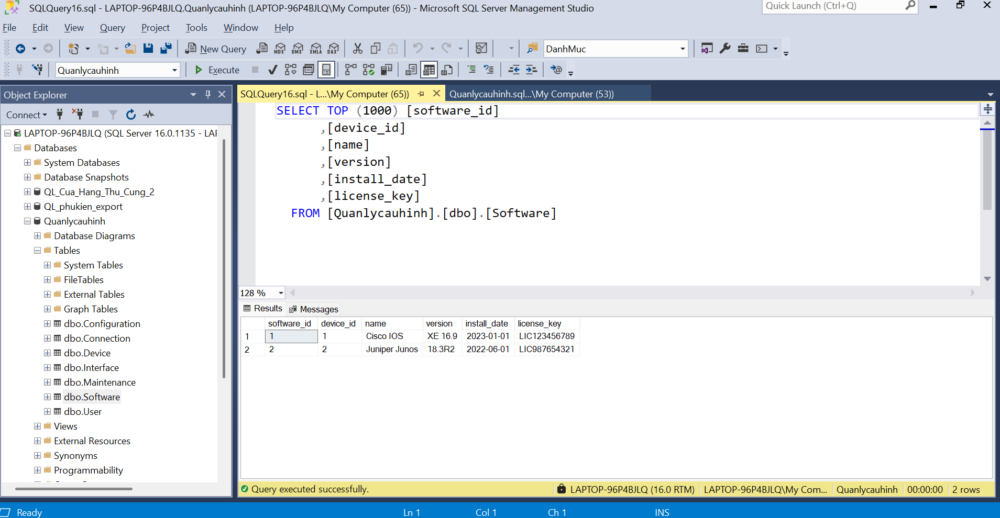 SQLQuery16.sql - LAPTOP-96P4BJLQ.Quanlycauhinh (LAPTOP-96P4BJLQ\My Computer (65)) - Microsoft SQL Server Management Studio
Quick Launch (Ctrl+Q)
File Edit View Query Project Tools Window Help
New Query MDX DMX XMLA DAX DanhMuc
Quanlycauhinh Execute
Object Explorer
Connect
LAPTOP-96P4BJLQ (SQL Server 16.0.1135 - LAP
Databases
System Databases
Database Snapshots
QL_Cua_Hang_Thu_Cung_2
QL_phukien_export
Quanlycauhinh
Database Diagrams
Tables
System Tables
FileTables
External Tables
Graph Tables
dbo.Configuration
dbo.Connection
dbo.Device
dbo.Interface
dbo.Maintenance
dbo.Software
dbo.User
Views
External Resources
Synonyms
Programmability
SQLQuery16.sql - L...\My Computer (65))
Quanlycauhinh.sql...\My Computer (53))
SELECT TOP (1000) [software_id]
,[device_id]
,[name]
,[version]
,[install_date]
,[license_key]
FROM [Quanlycauhinh].[dbo].[Software]
128 %
Results Messages
software_id device_id name version install_date license_key
1 1 1 Cisco IOS XE 16.9 2023-01-01 LIC123456789
2 2 2 Juniper Junos 18.3R2 2022-06-01 LIC987654321
Query executed successfully. LAPTOP-96P4BJLQ (16.0 RTM) LAPTOP-96P4BJLQ\My Com... Quanlycauhinh 00:00:00 2 rows
Ready Ln 1 Col 1 Ch 1 INS